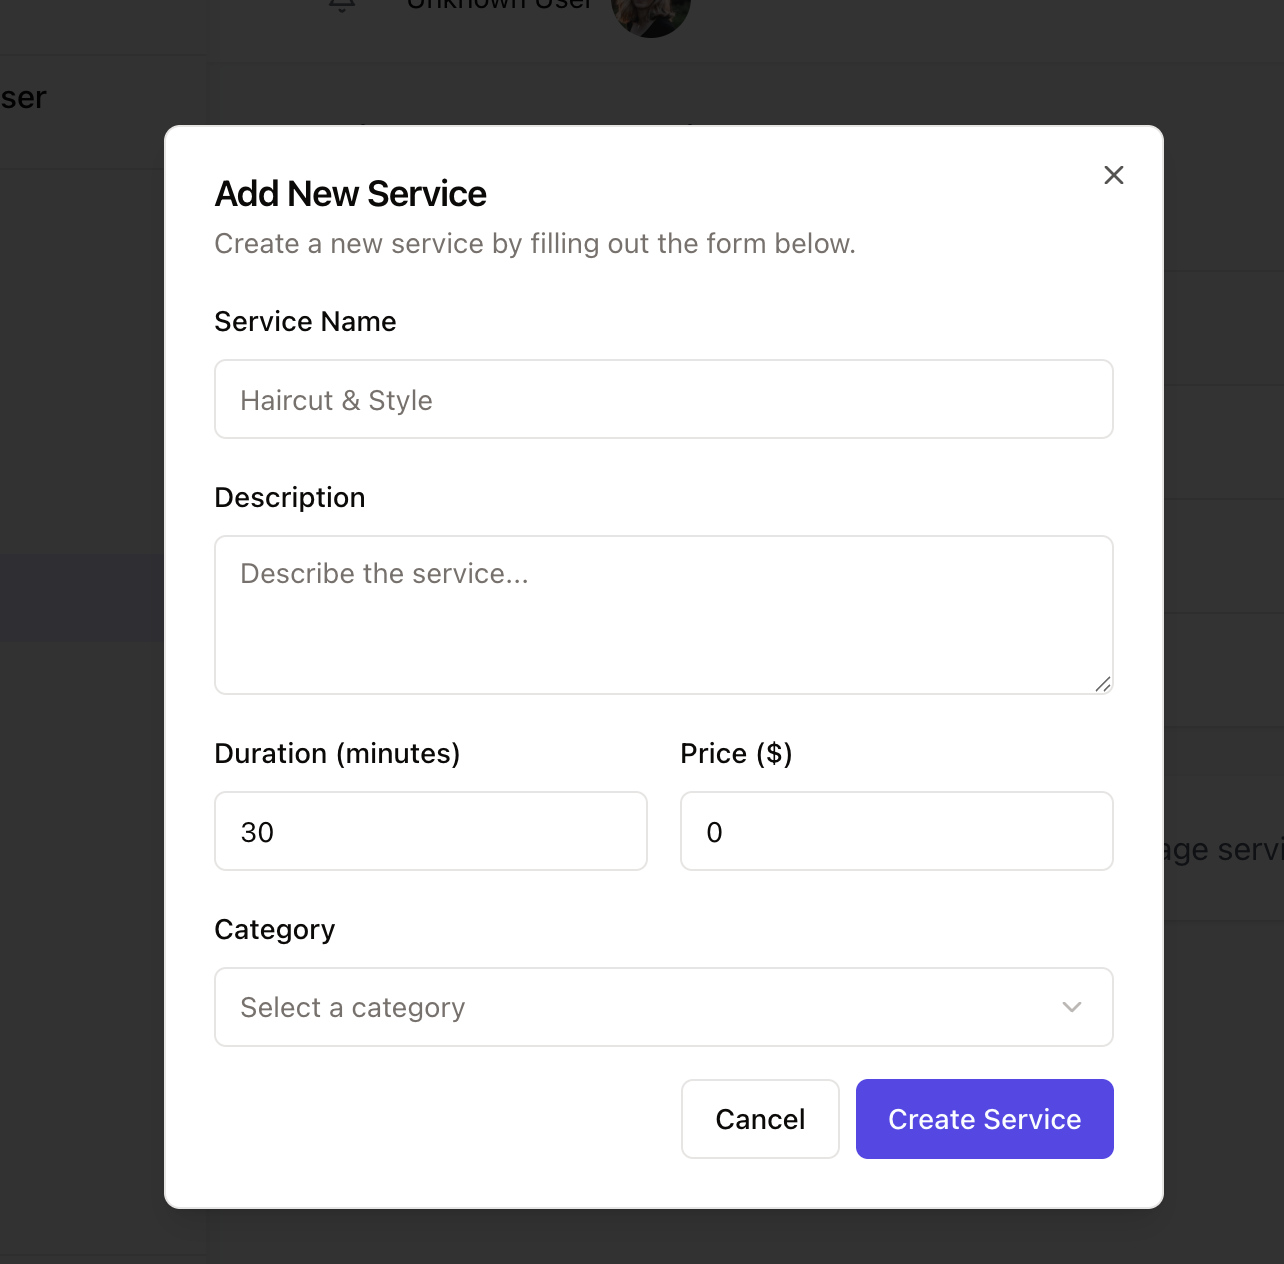 Unknown User
ser
Add New Service
Create a new service by filling out the form below.
Service Name
Haircut & Style
Description
Describe the service...
Duration (minutes)
Price ($)
30
0
age servi
Category
Select a category
Cancel
Create Service